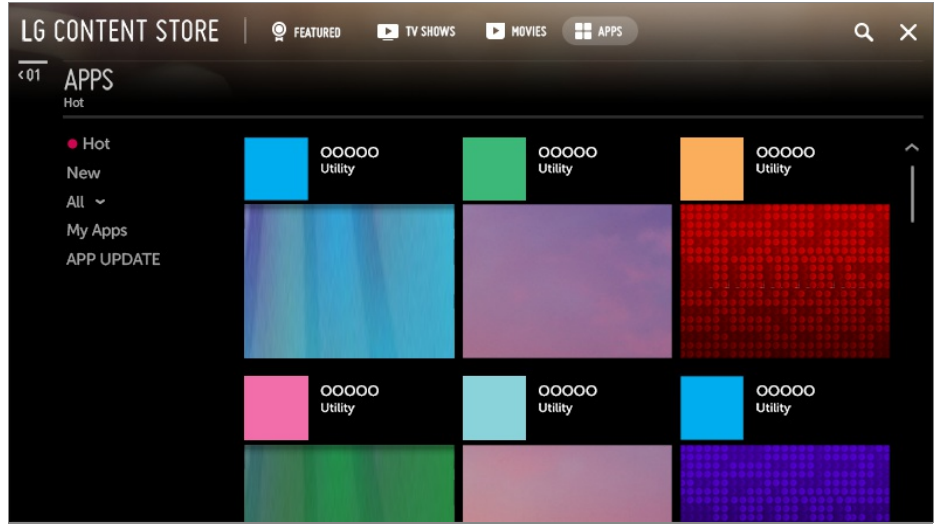 LG CONTENT STORE FEATURED TV SHOWS MOVIES APPS
<01 APPS
Hot
Hot
New
All
My Apps
APP UPDATE
OOOOO OOOOO OOOOO
Utility Utility Utility
OOOOO OOOOO OOOOO
Utility Utility Utility